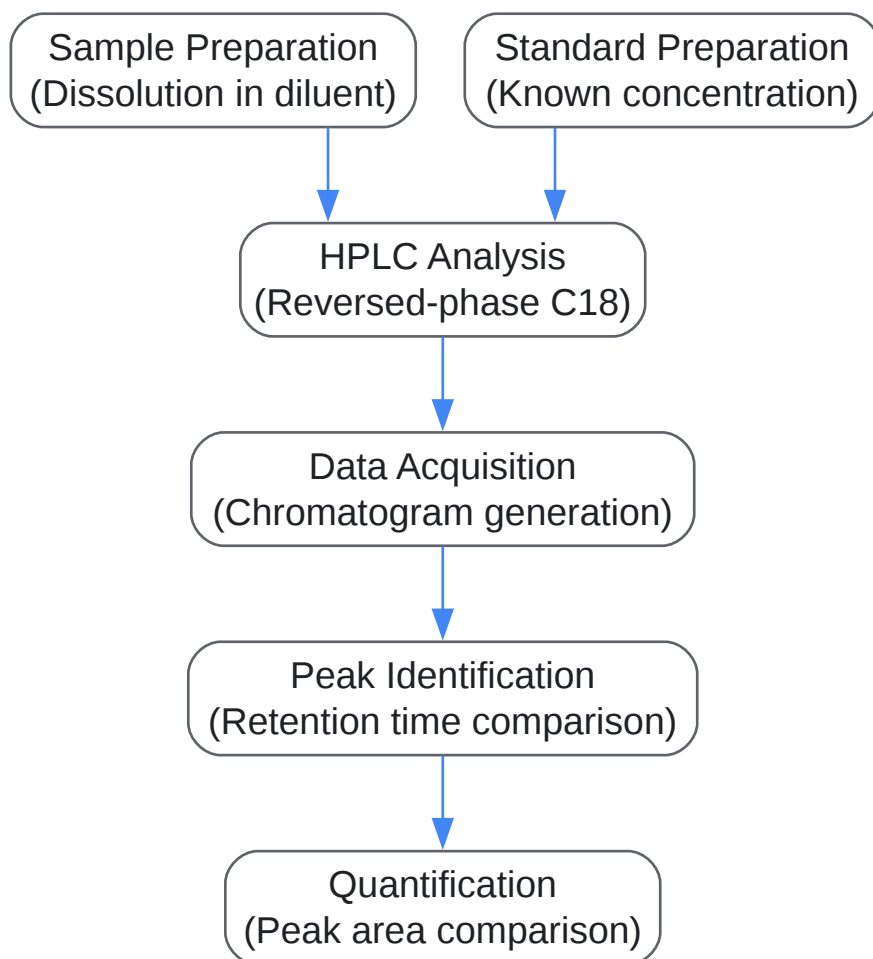 Sample Preparation
(Dissolution in diluent)
Standard Preparation
(Known concentration)
HPLC Analysis
(Reversed-phase C18)
Data Acquisition
(Chromatogram generation)
Peak Identification
(Retention time comparison)
Quantification
(Peak area comparison)